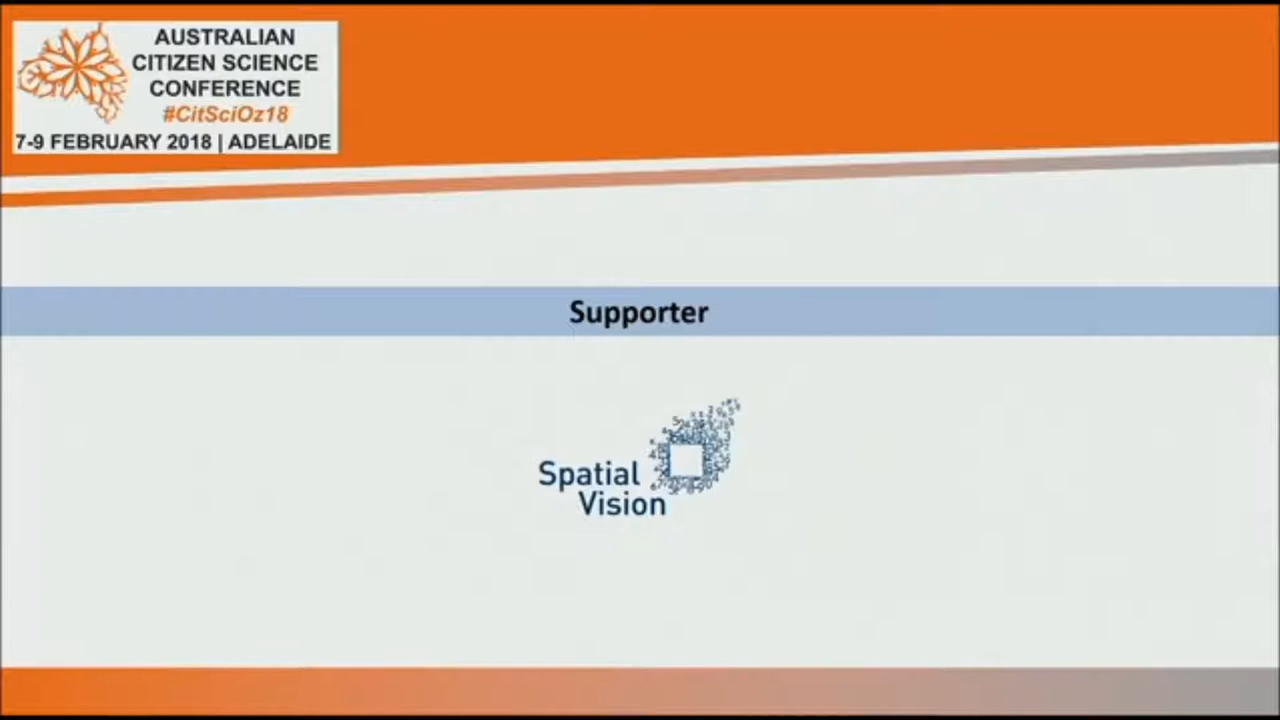 AUSTRALIAN
CITIZEN SCIENCE
CONFERENCE
#CitSciOz18
7-9 FEBRUARY 2018 | ADELAIDE
Supporter
Spatial
Vision